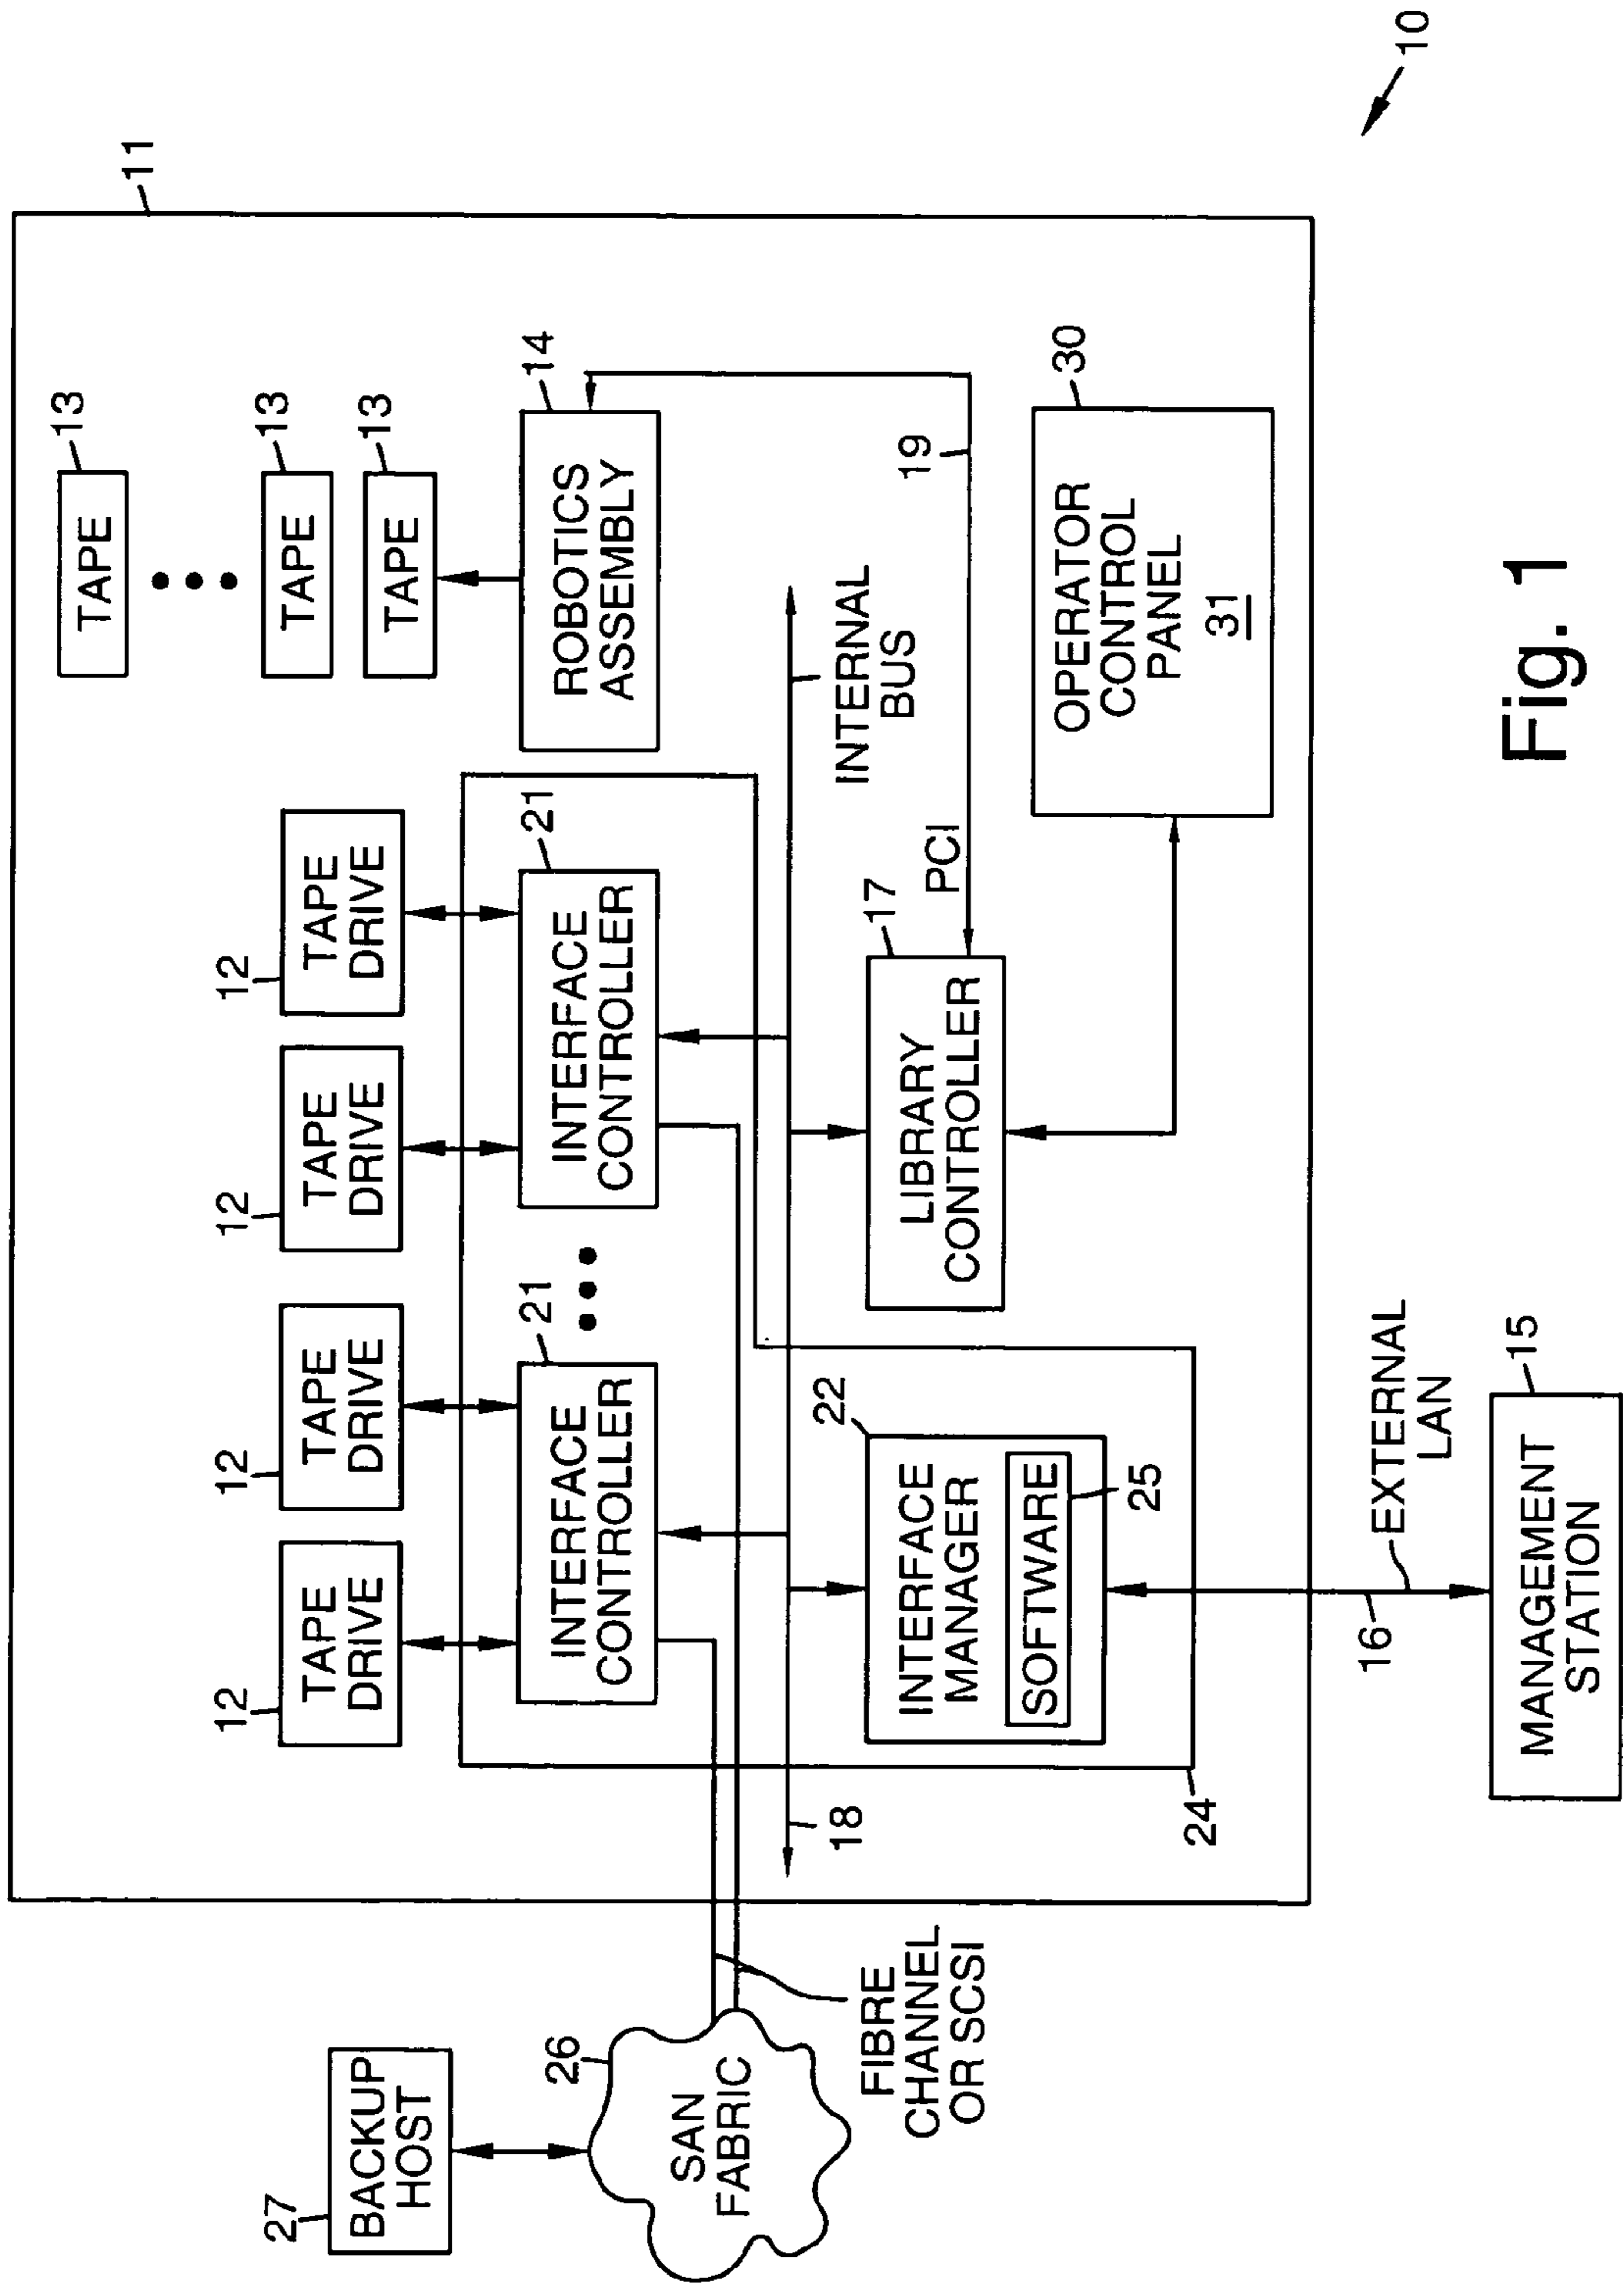 10
11
13
TAPE
13
TAPE
13
TAPE
12
TAPE
DRIVE
12
TAPE
DRIVE
12
TAPE
DRIVE
12
TAPE
DRIVE
27
BACKUP
HOST
26
SAN
FABRIC
FIBRE
CHANNEL
OR SCSI
21
INTERFACE
CONTROLLER
21
INTERFACE
CONTROLLER
14
ROBOTICS
ASSEMBLY
18
INTERNAL
BUS
22
INTERFACE
MANAGER
SOFTWARE
25
24
17
LIBRARY
CONTROLLER
PCI
19
30
OPERATOR
CONTROL
PANEL
31
16
EXTERNAL
LAN
15
MANAGEMENT
STATION
Fig. 1